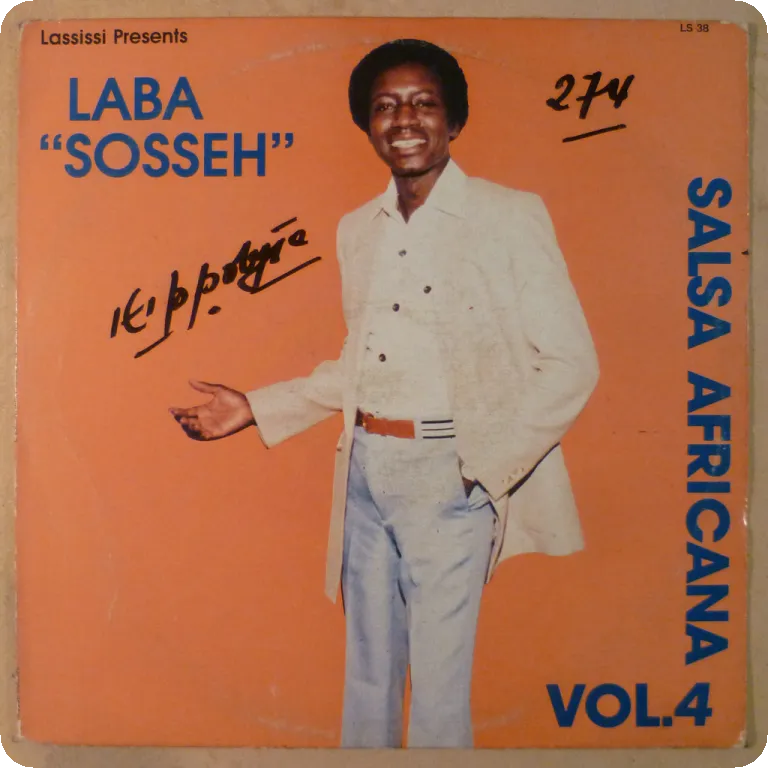 Lassissi Presents
LS 38
LABA
“SOSSEH”
274
SALSA AFRICANA
VOL.4